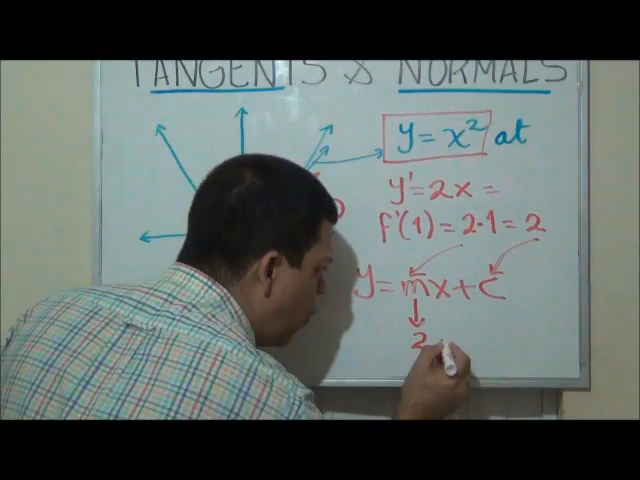 TANGENTS & NORMALS
y = x² at
y' = 2x =
f'(1) = 2·1 = 2
y = mx + c
2